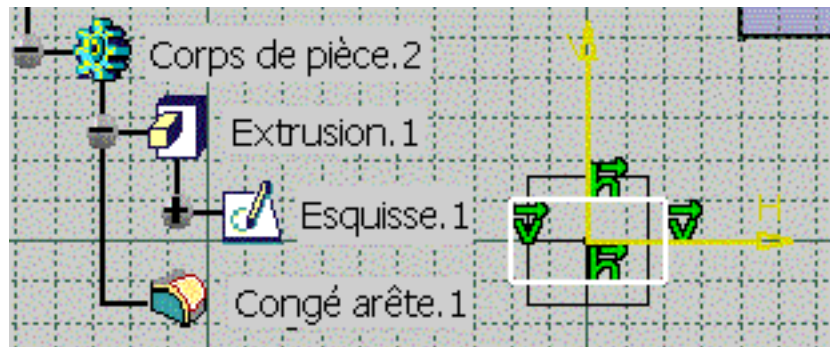 Corps de pièce.2
Extrusion.1
Esquisse.1
Congé arête.1
V
H